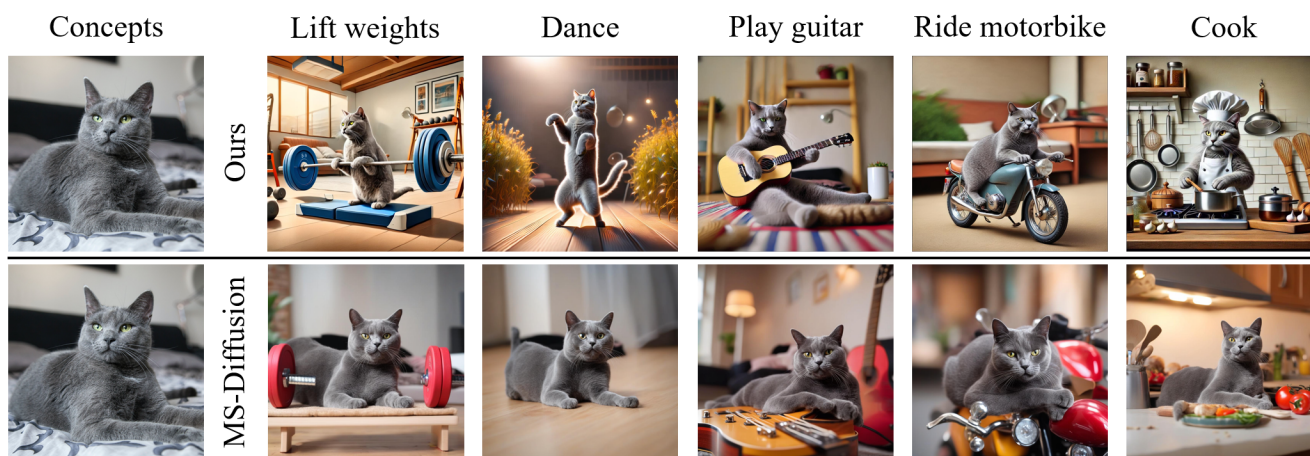 Concepts
Lift weights
Dance
Play guitar
Ride motorbike
Cook
Ours
MS-Diffusion